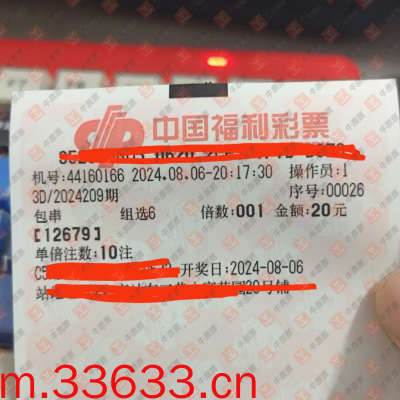 中国福利彩票
机号:44160166 2024.08.06-20:17:30 操作员:1
3D/2024209期 序号:00026
包串 组选6 倍数:001 金额:20元
[12679]
单倍注数:10注
开奖日:2024-08-06
m.33633.cn